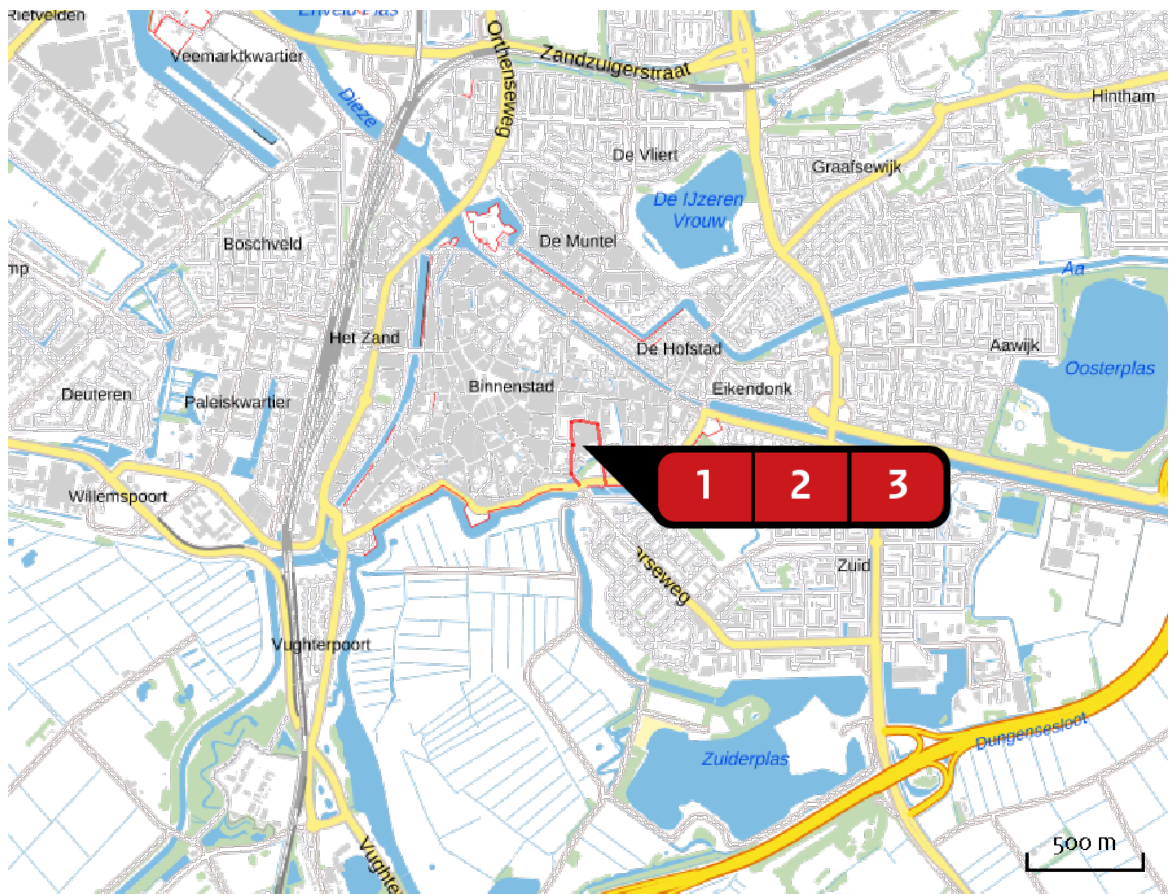 Rietvelden
Veemarktkwartier
Dieze
Orthenseweg
Zandzuigerstraat
Hintham
De Vliert
Graafsewijk
De IJzeren
Vrouw
Boschveld
De Muntel
Aa
Het Zand
De Hofstad
Aawijk
Binnenstad
Eikendonk
Oosterplas
Deuteren
Paleiskwartier
Willemspoort
1 2 3
Zuid
Vughterpoort
Dungensesloot
Zuiderplas
500 m